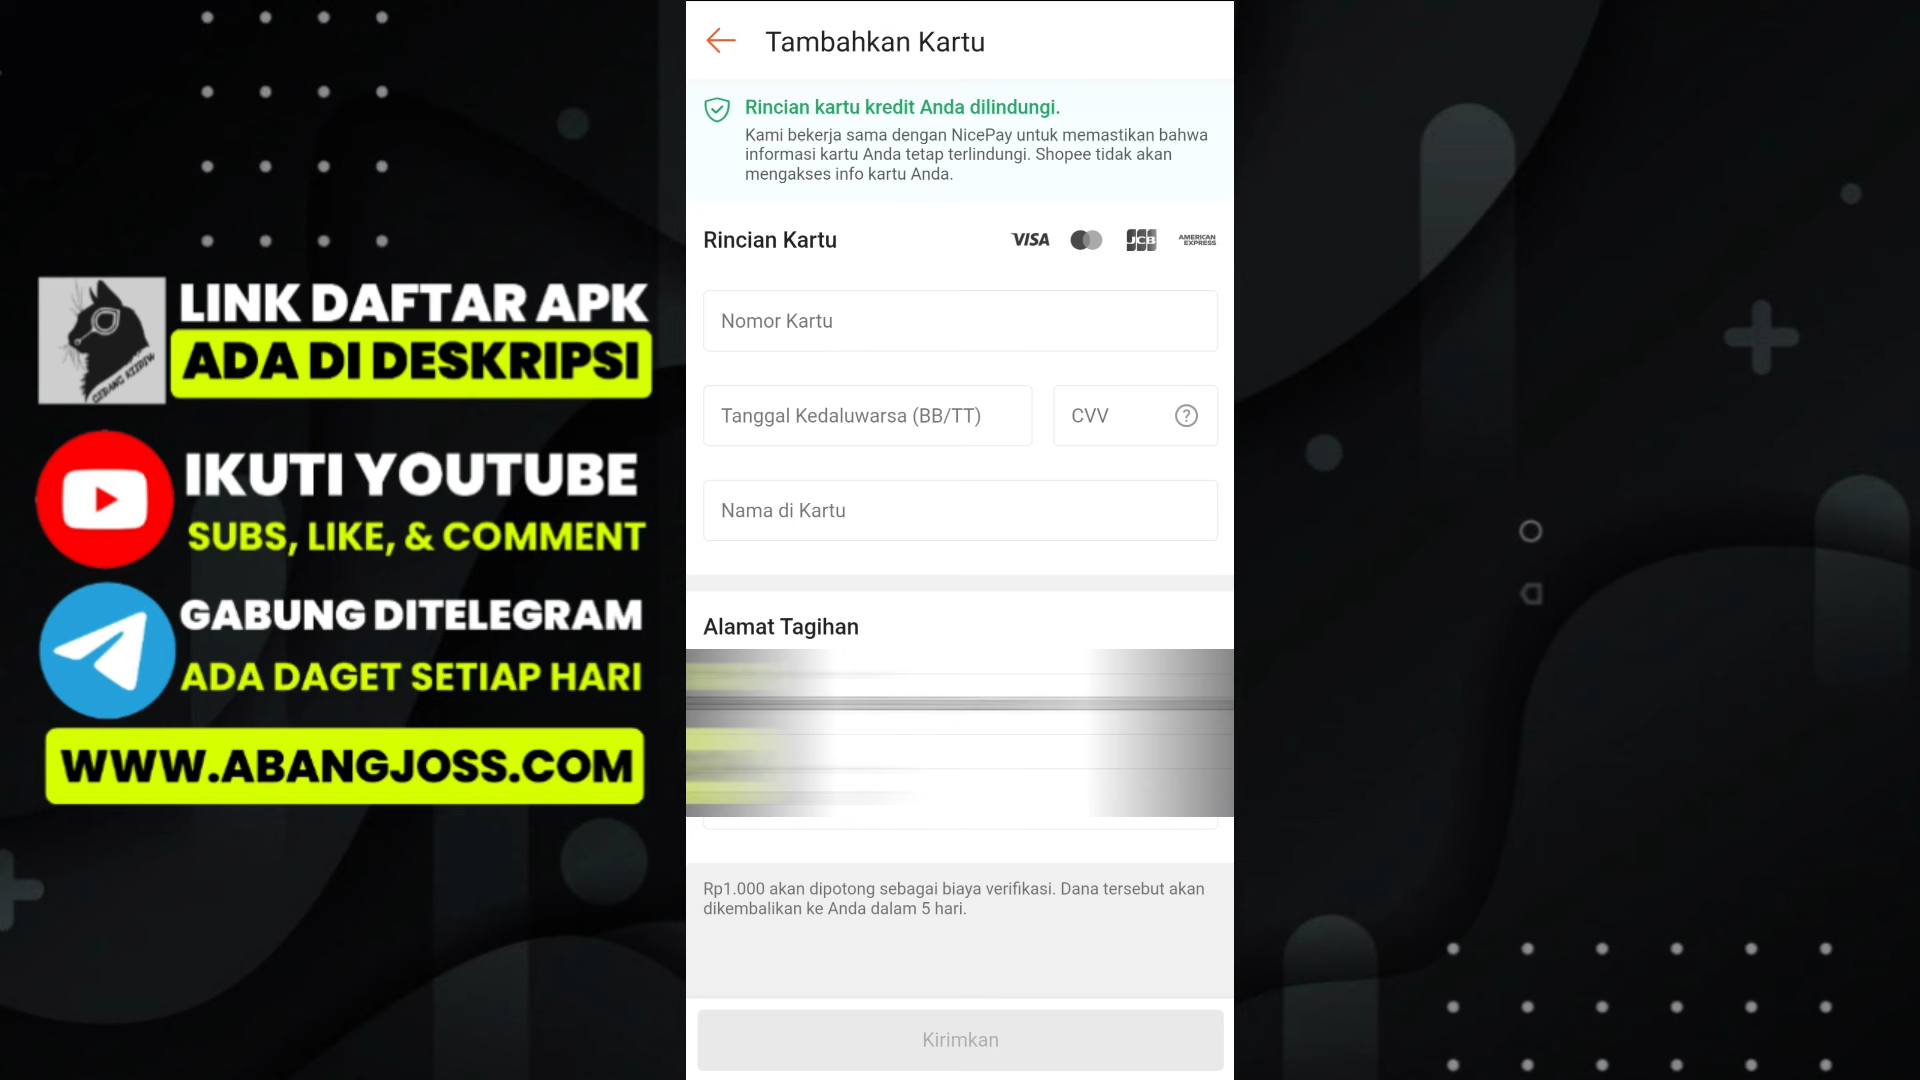 LINK DAFTAR APK
ADA DI DESKRIPSI
GERANG KUDIW
IKUTI YOUTUBE
SUBS, LIKE, & COMMENT
GABUNG DITELEGRAM
ADA DAGET SETIAP HARI
WWW.ABANGJOSS.COM
Tambahkan Kartu
Rincian kartu kredit Anda dilindungi.
Kami bekerja sama dengan NicePay untuk memastikan bahwa
informasi kartu Anda tetap terlindungi. Shopee tidak akan
mengakses info kartu Anda.
Rincian Kartu
VISA
JCB
AMERICAN
EXPRESS
Nomor Kartu
Tanggal Kedaluwarsa (BB/TT)
CVV
?
Nama di Kartu
Alamat Tagihan
Rp1.000 akan dipotong sebagai biaya verifikasi. Dana tersebut akan
dikembalikan ke Anda dalam 5 hari.
Kirimkan